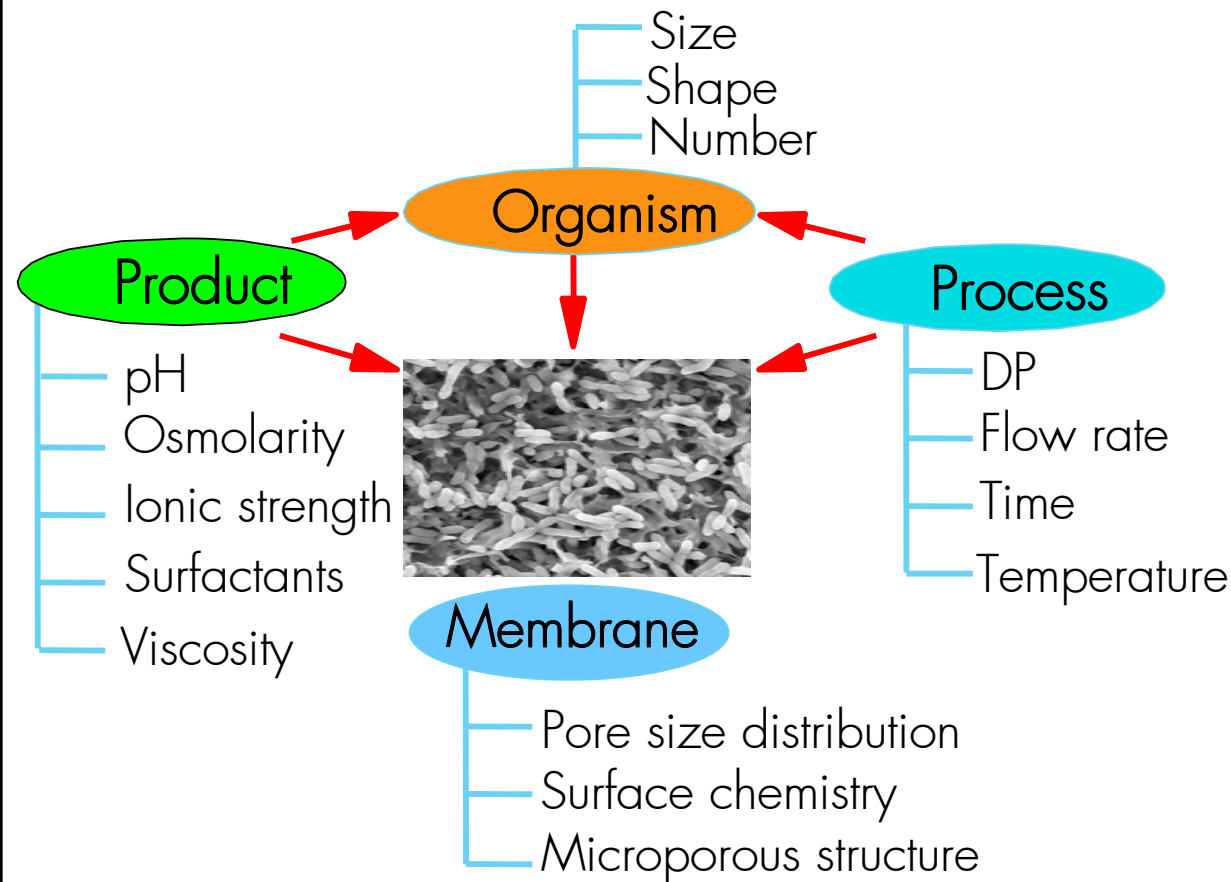 Size
Shape
Number
Organism
Product
Process
pH
Osmolarity
Ionic strength
Surfactants
Viscosity
DP
Flow rate
Time
Temperature
Membrane
Pore size distribution
Surface chemistry
Microporous structure